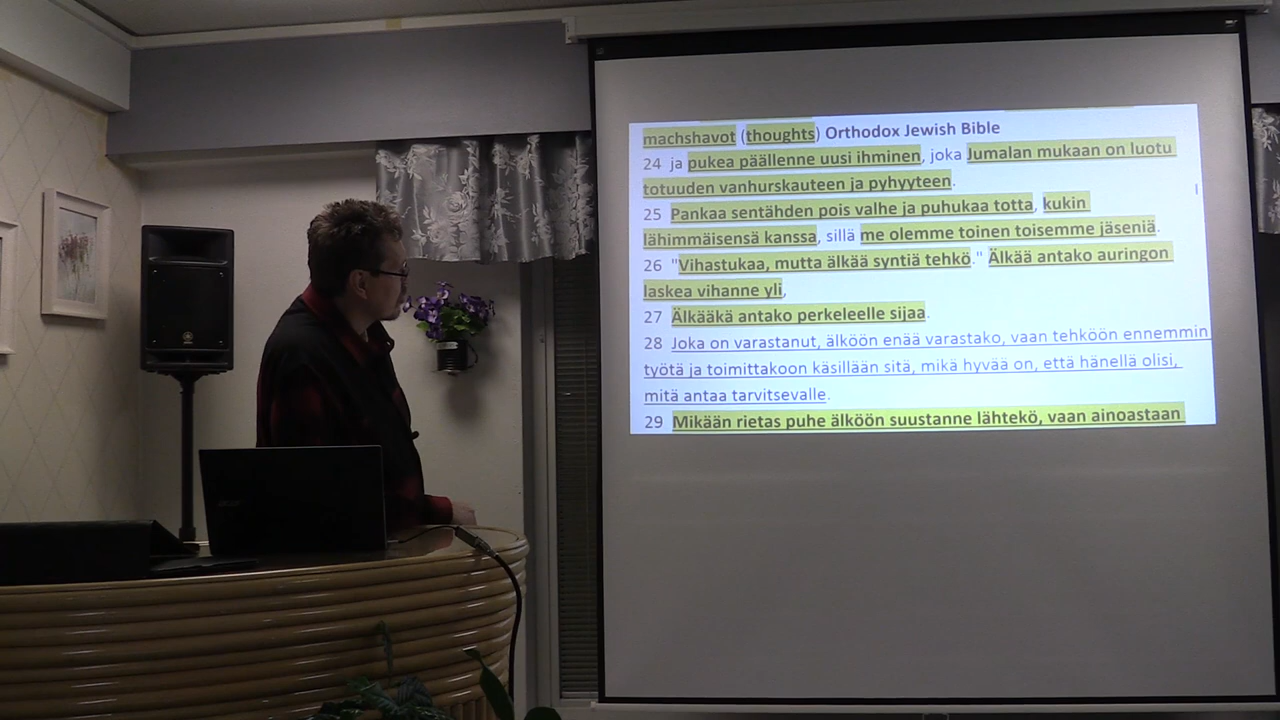 machshavot (thoughts) Orthodox Jewish Bible
24 ja pukea päällenne uusi ihminen, joka Jumalan mukaan on luotu
totuuden vanhurskauteen ja pyhyyteen.
25 Pankaa sentähden pois valhe ja puhukaa totta, kukin
lähimmäisensä kanssa, sillä me olemme toinen toisemme jäseniä.
26 "Vihastukaa, mutta älkää syntiä tehkö." Älkää antako auringon
laskea vihanne yli,
27 Älkääkä antako perkeleelle sijaa.
28 Joka on varastanut, älköön enää varastako, vaan tehköön ennemmin
työtä ja toimittakoon käsillään sitä, mikä hyvää on, että hänellä olisi,
mitä antaa tarvitsevalle.
29 Mikään rietas puhe älköön suustanne lähtekö, vaan ainoastaan